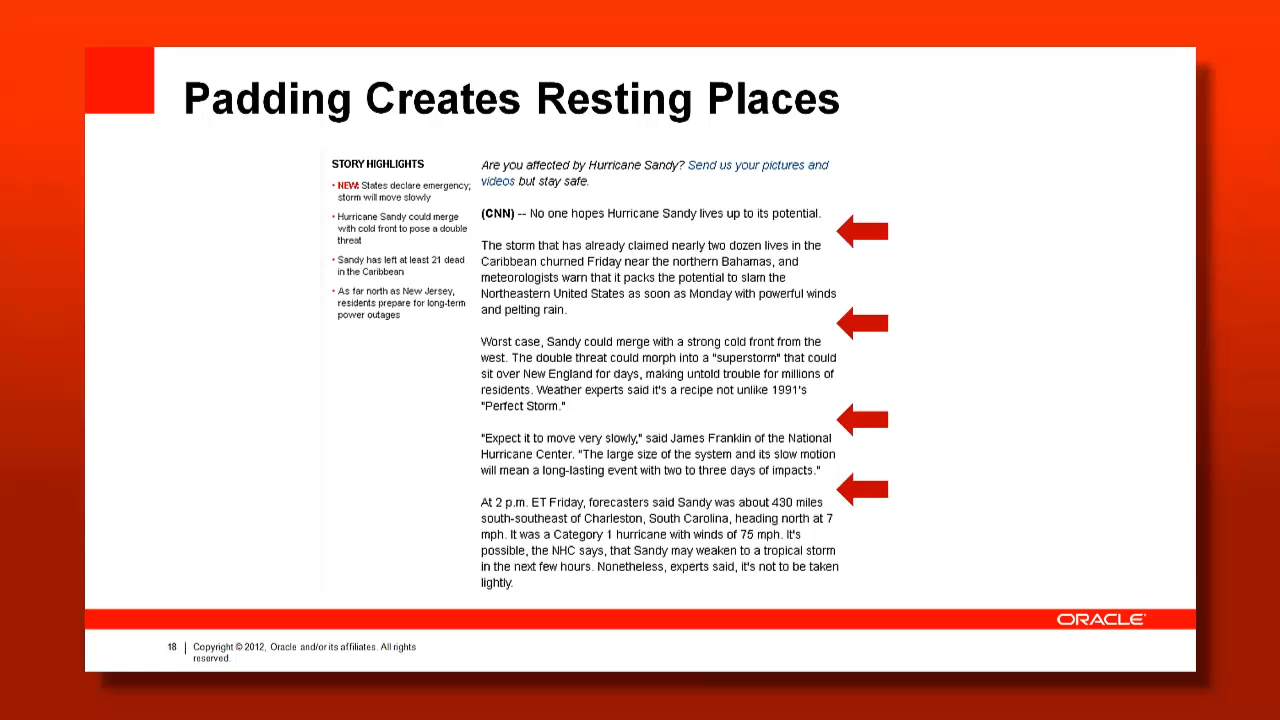 Padding Creates Resting Places
STORY HIGHLIGHTS
• NEW: States declare emergency;
storm will move slowly
• Hurricane Sandy could merge
with cold front to pose a double
threat
• Sandy has left at least 21 dead
in the Caribbean
• As far north as New Jersey,
residents prepare for long-term
power outages
Are you affected by Hurricane Sandy? Send us your pictures and
videos but stay safe.
(CNN) -- No one hopes Hurricane Sandy lives up to its potential.
The storm that has already claimed nearly two dozen lives in the
Caribbean churned Friday near the northern Bahamas, and
meteorologists warn that it packs the potential to slam the
Northeastern United States as soon as Monday with powerful winds
and pelting rain.
Worst case, Sandy could merge with a strong cold front from the
west. The double threat could morph into a "superstorm" that could
sit over New England for days, making untold trouble for millions of
residents. Weather experts said it's a recipe not unlike 1991's
"Perfect Storm."
"Expect it to move very slowly," said James Franklin of the National
Hurricane Center. "The large size of the system and its slow motion
will mean a long-lasting event with two to three days of impacts."
At 2 p.m. ET Friday, forecasters said Sandy was about 430 miles
south-southeast of Charleston, South Carolina, heading north at 7
mph. It was a Category 1 hurricane with winds of 75 mph. It's
possible, the NHC says, that Sandy may weaken to a tropical storm
in the next few hours. Nonetheless, experts said, it's not to be taken
lightly.
ORACLE
18 | Copyright © 2012, Oracle and/or its affiliates. All rights
reserved.